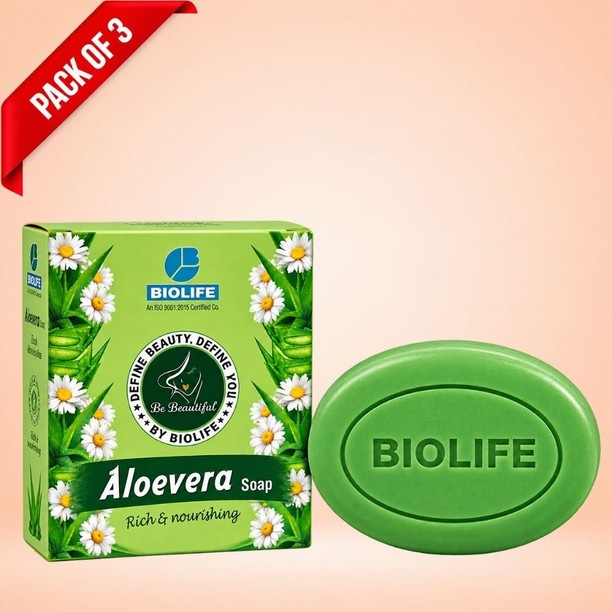 PACK OF 3
BIOLIFE
An ISO 9001:2015 Certified Co.
DEFINE BEAUTY, DEFINE YOU
Be Beautiful
BY BIOLIFE
Aloevera Soap
Rich & nourishing
BIOLIFE
Aloevera
BIOLIFE